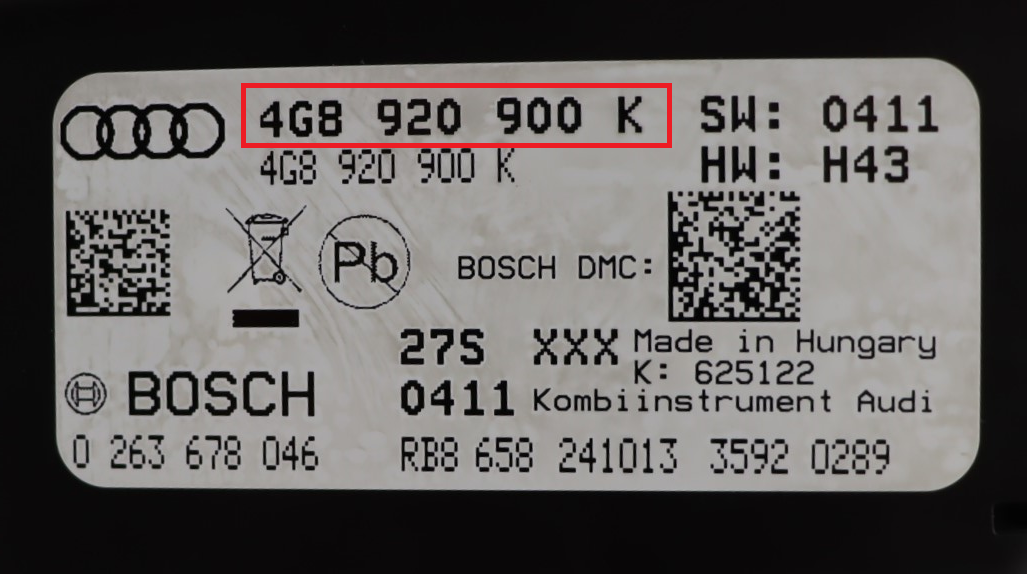 4G8 920 900 K SW: 0411
4G8 920 900 K HW: H43
Pb
BOSCH DMC:
27S XXX Made in Hungary
K: 625122
BOSCH 0411 Kombiinstrument Audi
0 263 678 046 RB8 658 241013 3592 0289